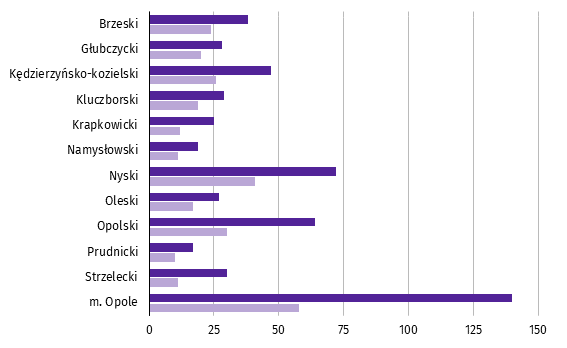 Brzeski
Głubczycki
Kędzierzyńsko-kozielski
Kluczborski
Krapkowicki
Namysłowski
Nyski
Oleski
Opolski
Prudnicki
Strzelecki
m. Opole
0 25 50 75 100 125 150